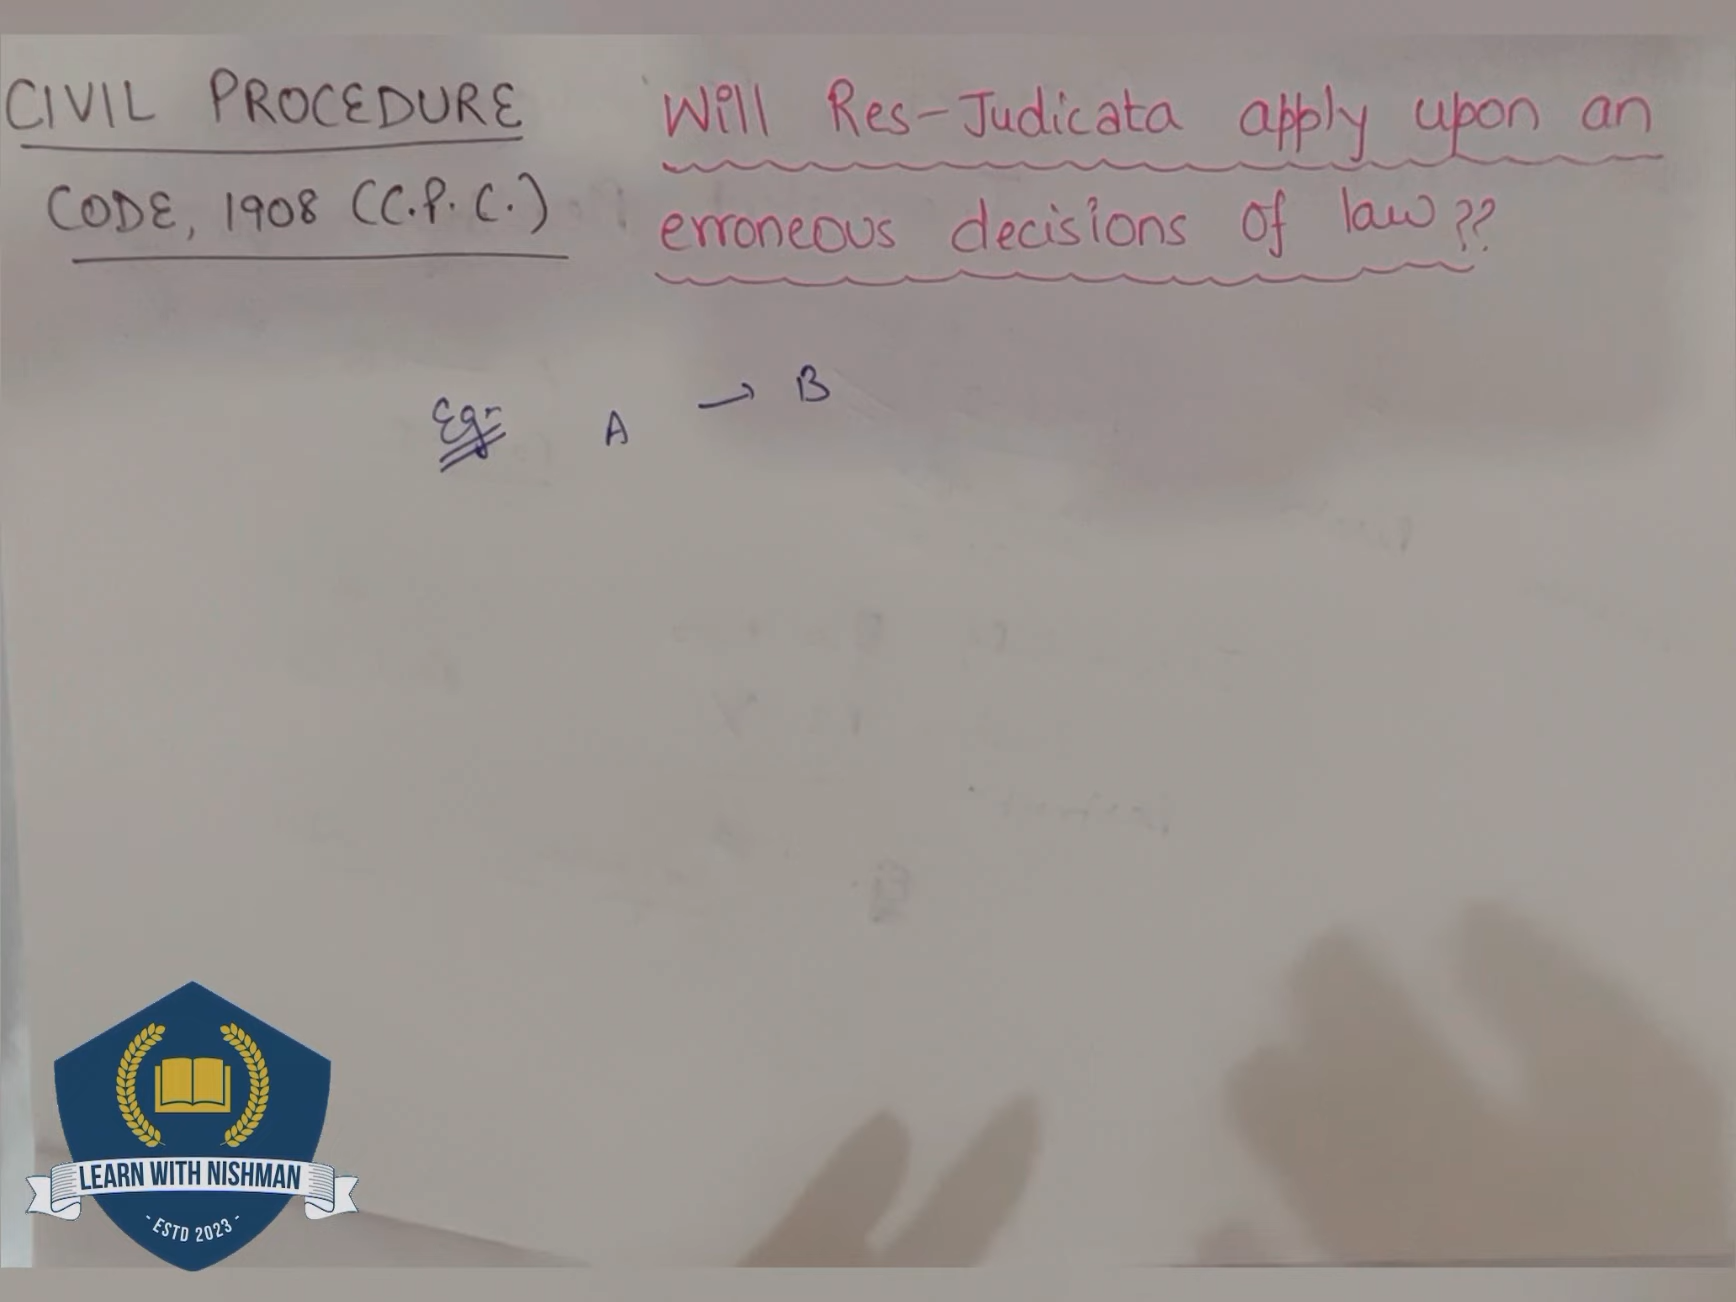 CIVIL PROCEDURE
CODE, 1908 (C.P.C.)
Will Res-Judicata apply upon an
erroneous decisions of law??
Eg:- A → B
LEARN WITH NISHMAN
- ESTD 2023 -